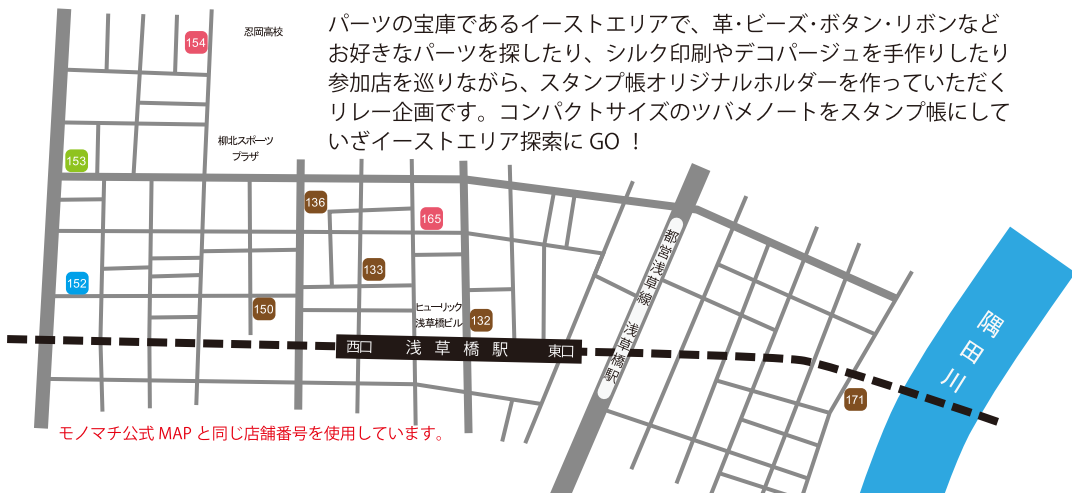 パーツの宝庫であるイーストエリアで、革・ビーズ・ボタン・リボンなど
お好きなパーツを探したり、シルク印刷やデコパージュを手作りしたり
参加店を巡りながら、スタンプ帳オリジナルホルダーを作っていただく
リレー企画です。コンパクトサイズのツバメノートをスタンプ帳にして
いざイーストエリア探索に GO ！
154
忍岡高校
柳北スポーツ
プラザ
153
136
165
都営浅草線 浅草橋駅
133
152
150
ヒューリック
浅草橋ビル
132
隅田川
西口 浅草橋駅 東口
171
モノマチ公式 MAP と同じ店舗番号を使用しています。